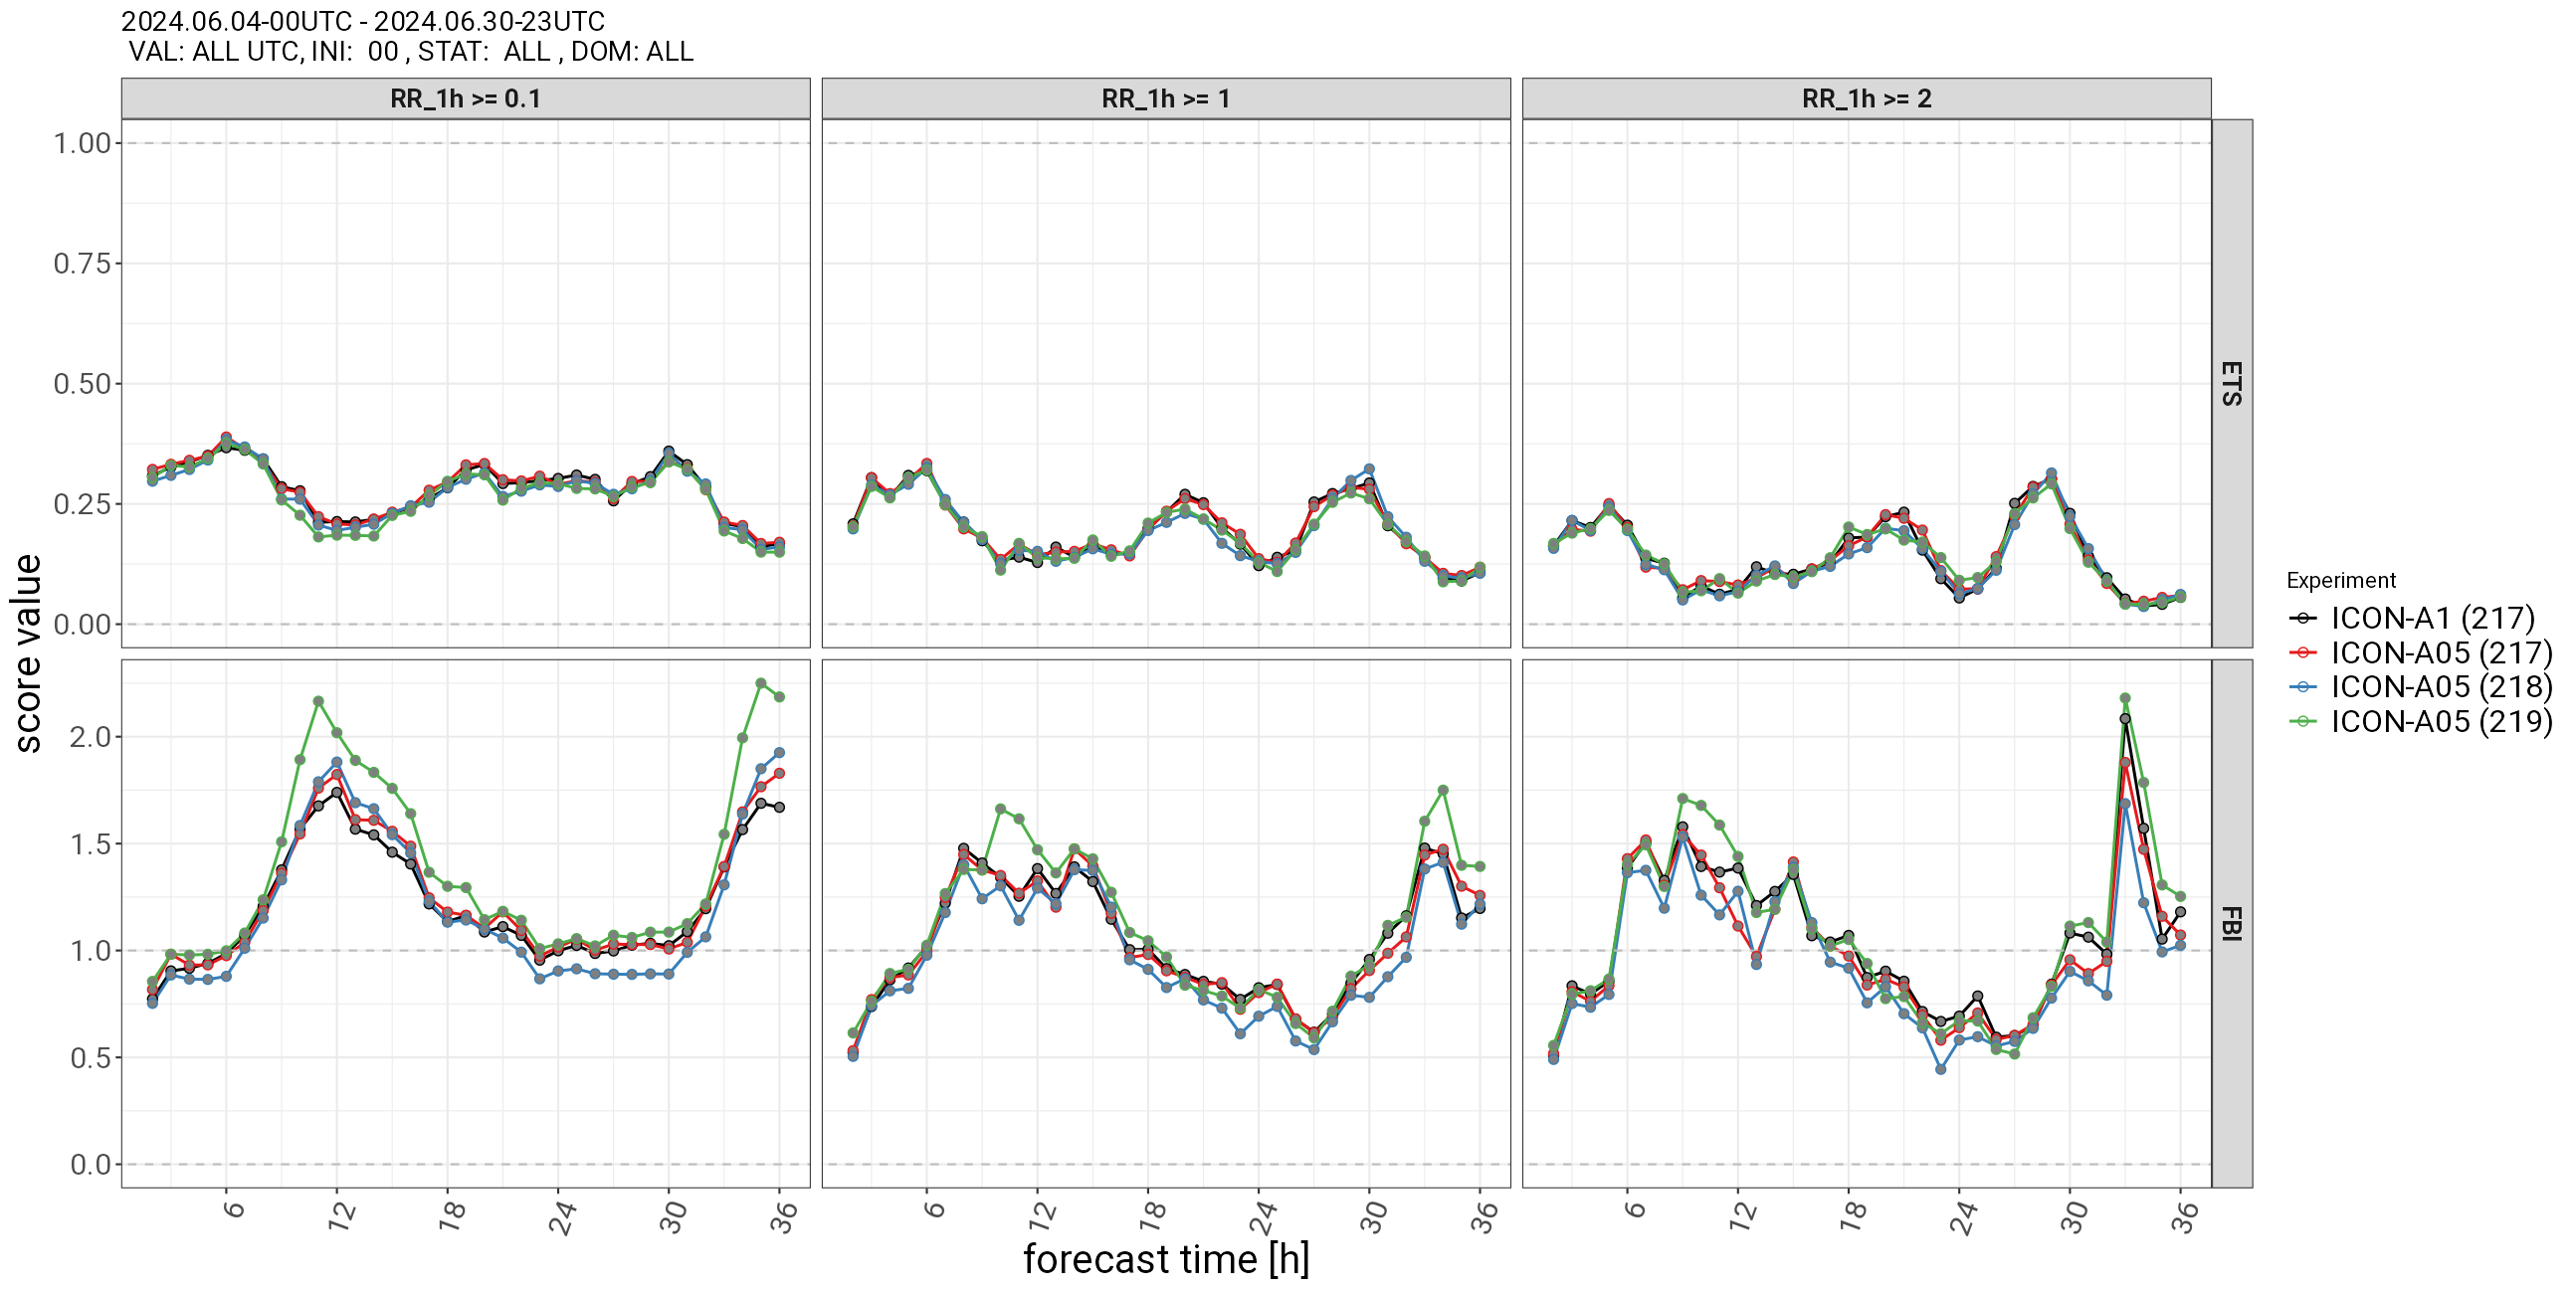 2024.06.04-00UTC - 2024.06.30-23UTC
VAL: ALL UTC, INI:  00 , STAT:  ALL , DOM: ALL
RR_1h >= 0.1
RR_1h >= 1
RR_1h >= 2
1.00
0.75
0.50
0.25
0.00
ETS
2.0
1.5
1.0
0.5
0.0
FBI
score value
6 12 18 24 30 36
6 12 18 24 30 36
6 12 18 24 30 36
forecast time [h]
Experiment
ICON-A1 (217)
ICON-A05 (217)
ICON-A05 (218)
ICON-A05 (219)